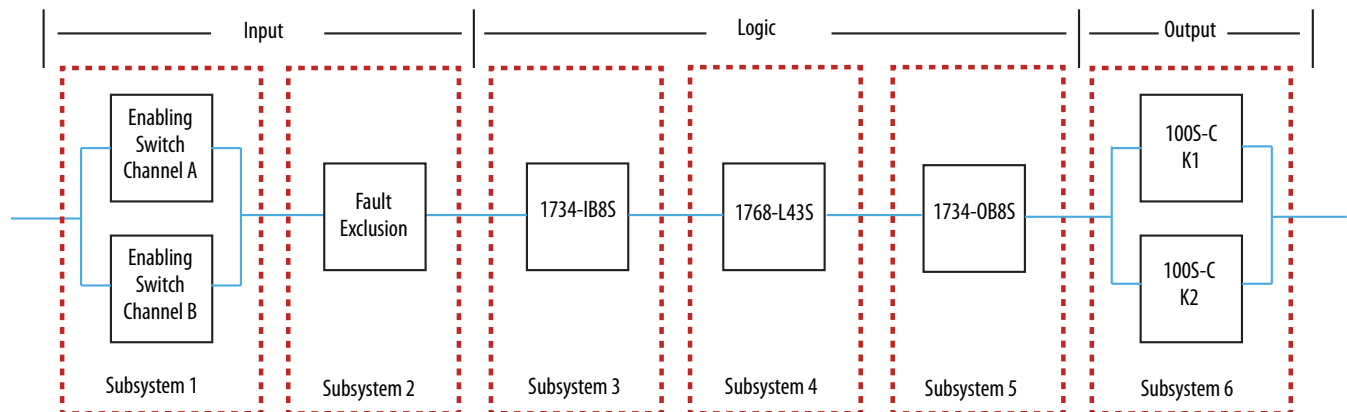 Input
Logic
Output
Enabling
Switch
Channel A
Enabling
Switch
Channel B
Subsystem 1
Fault
Exclusion
Subsystem 2
1734-IB8S
Subsystem 3
1768-L43S
Subsystem 4
1734-OB8S
Subsystem 5
100S-C
K1
100S-C
K2
Subsystem 6